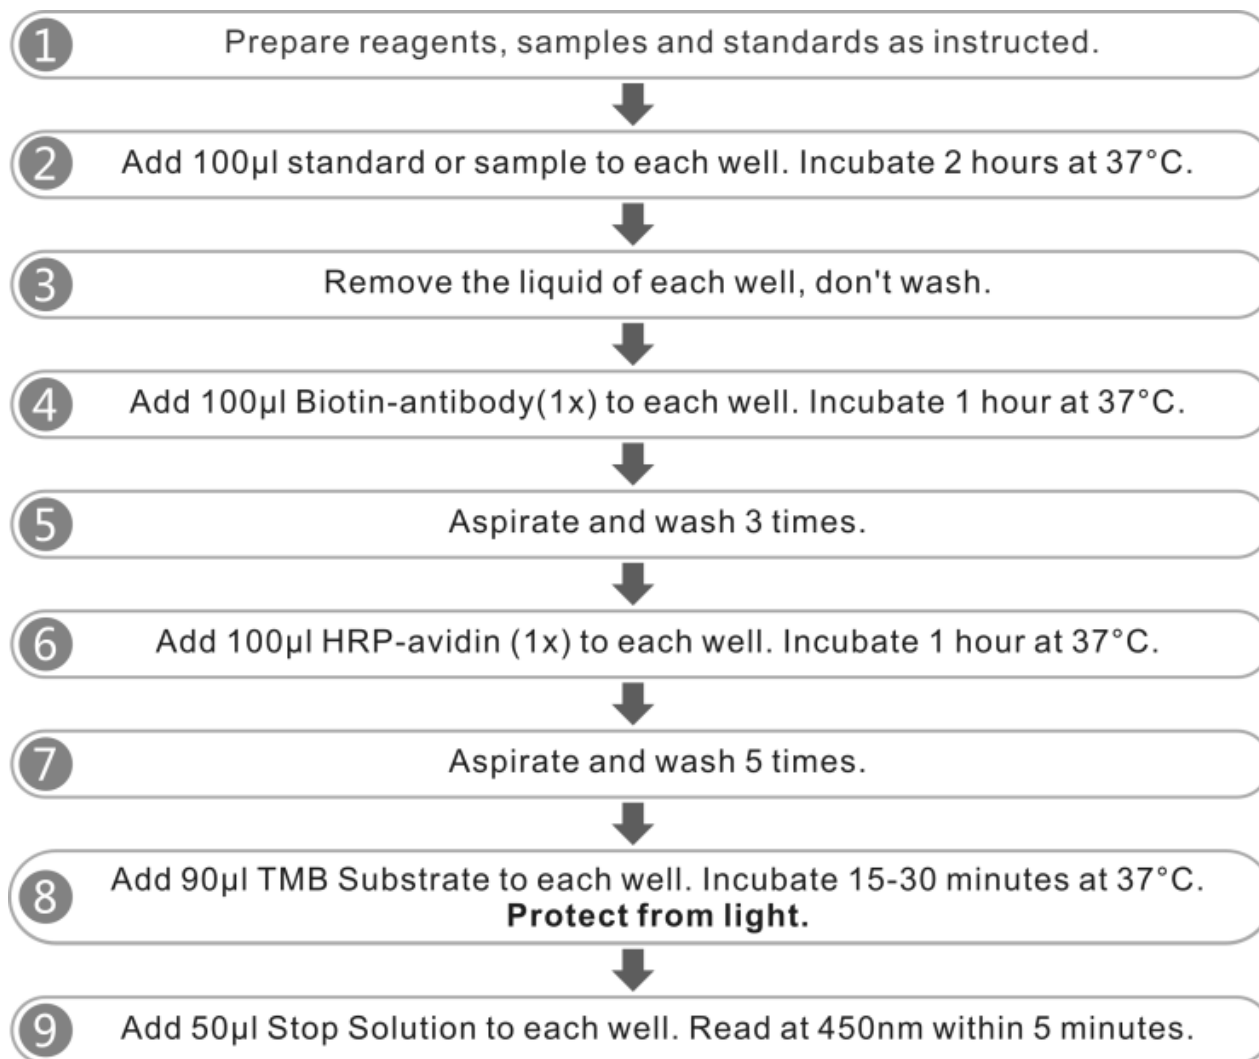 1 Prepare reagents, samples and standards as instructed.
2 Add 100µl standard or sample to each well. Incubate 2 hours at 37°C.
3 Remove the liquid of each well, don't wash.
4 Add 100µl Biotin-antibody(1x) to each well. Incubate 1 hour at 37°C.
5 Aspirate and wash 3 times.
6 Add 100µl HRP-avidin (1x) to each well. Incubate 1 hour at 37°C.
7 Aspirate and wash 5 times.
8 Add 90µl TMB Substrate to each well. Incubate 15-30 minutes at 37°C.
Protect from light.
9 Add 50µl Stop Solution to each well. Read at 450nm within 5 minutes.